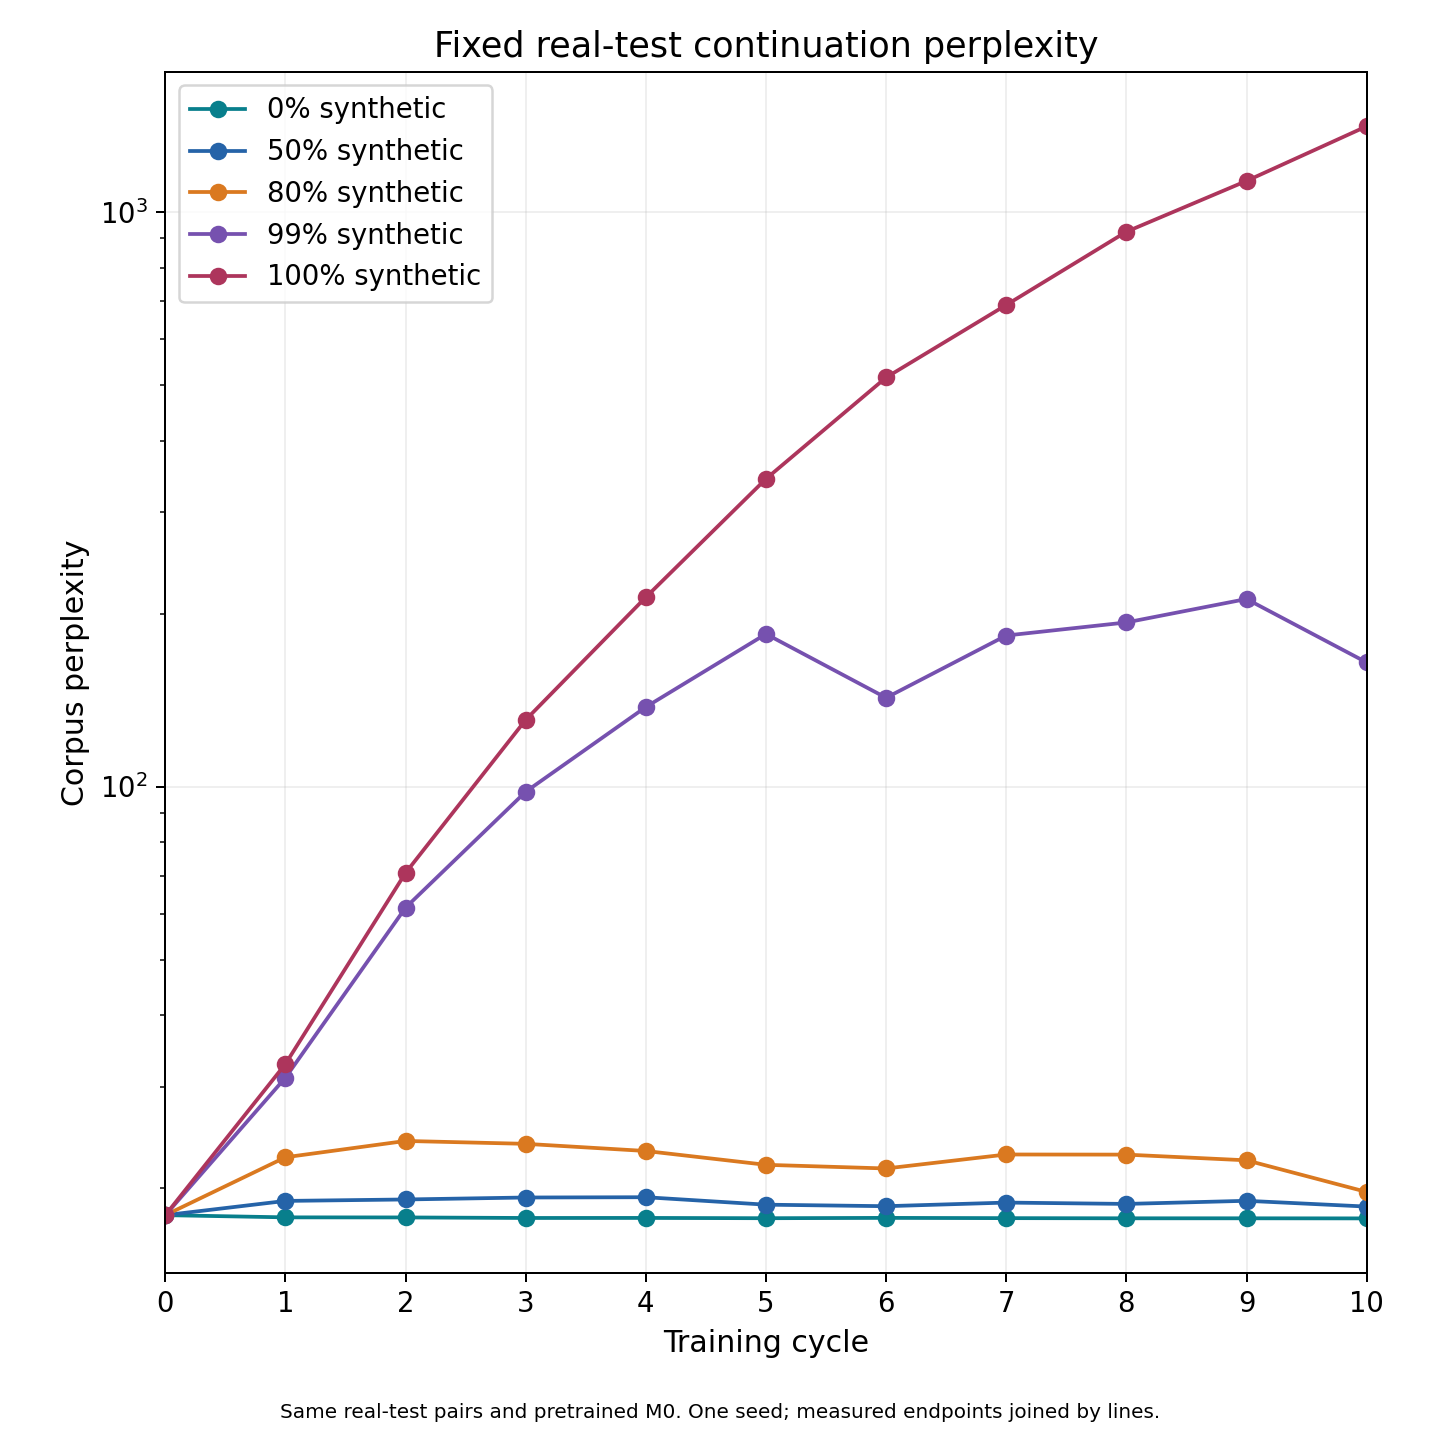 Fixed real-test continuation perplexity
0% synthetic
50% synthetic
80% synthetic
99% synthetic
100% synthetic
10³
10²
Corpus perplexity
0 1 2 3 4 5 6 7 8 9 10
Training cycle
Same real-test pairs and pretrained M0. One seed; measured endpoints joined by lines.